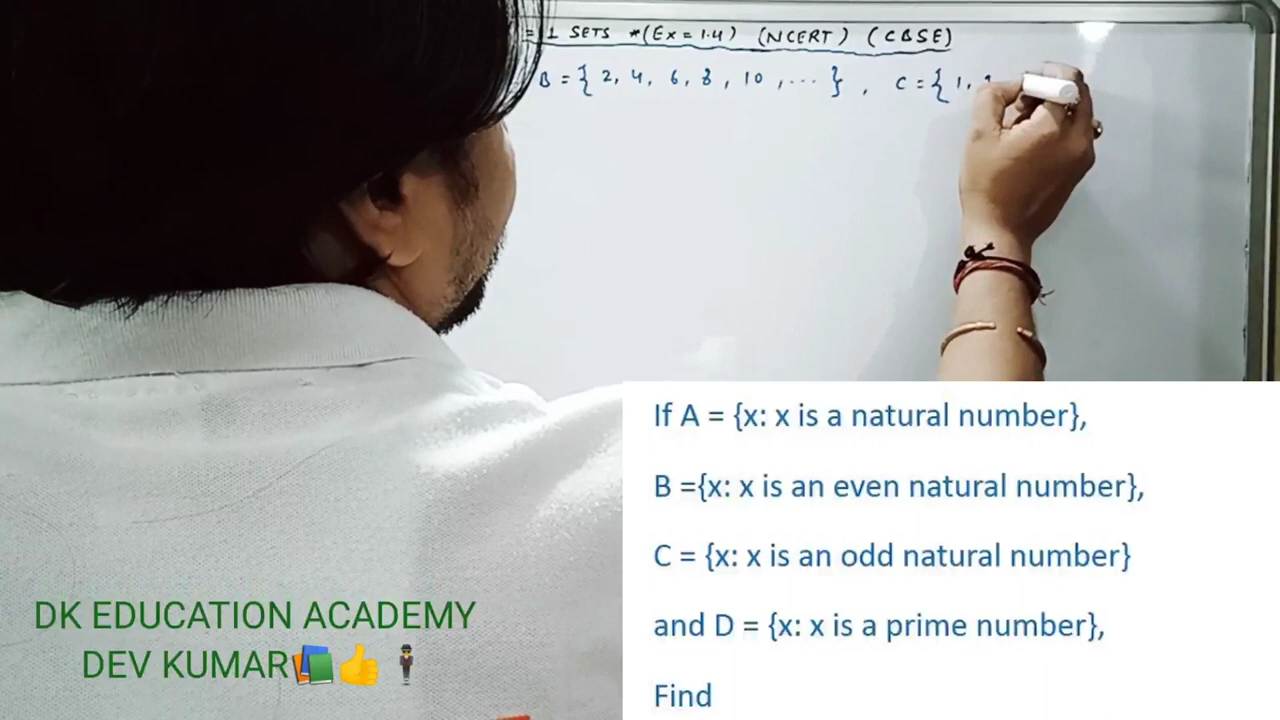 = 1 SETS *(Ex = 1.4) (NCERT) (CBSE)
B = { 2, 4, 6, 8, 10, ... } , C = { 1,
If A = {x: x is a natural number},
B ={x: x is an even natural number},
C = {x: x is an odd natural number}
and D = {x: x is a prime number},
Find
DK EDUCATION ACADEMY
DEV KUMAR📚👍🕴